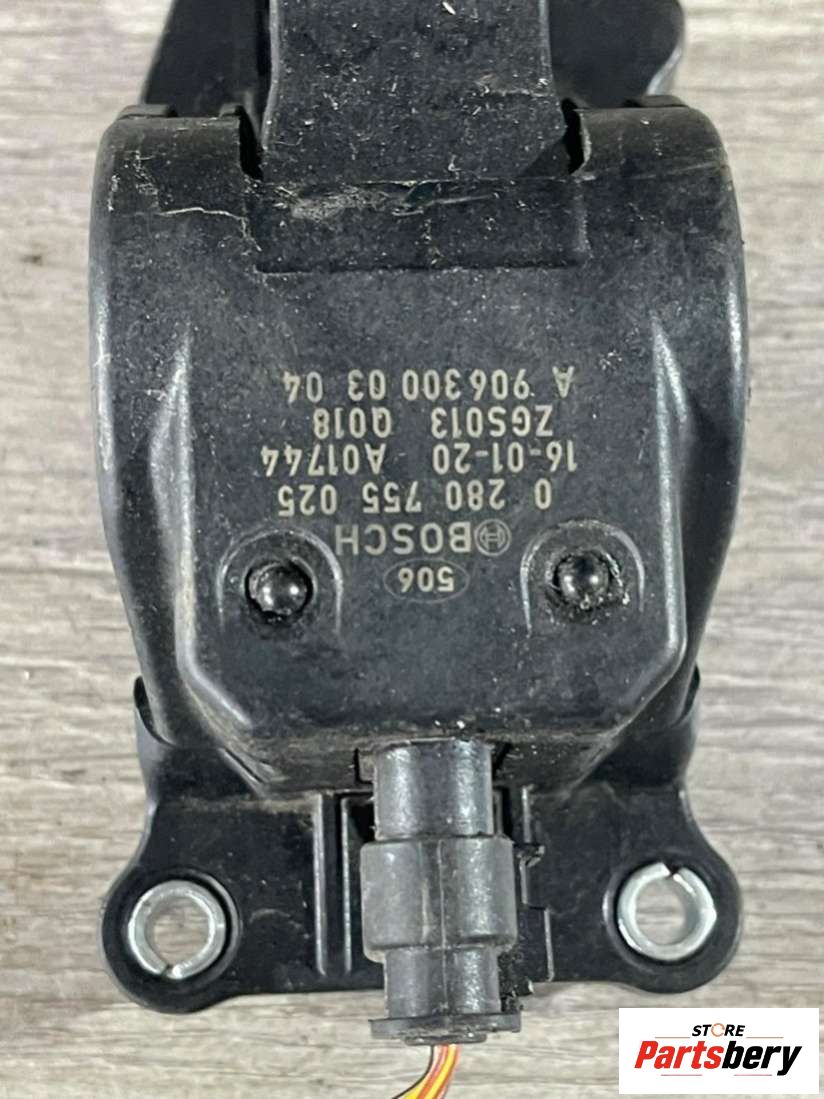 506
BOSCH
0 280 755 025
16-01-20 A01744
ZGS013 Q018
A 906 300 03 04
STORE
Partsbery